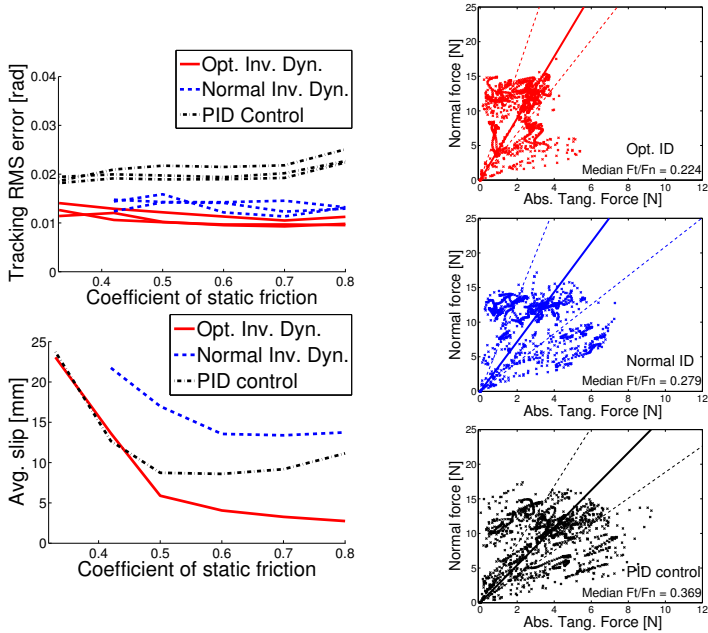 Opt. Inv. Dyn.
Normal Inv. Dyn.
PID Control
Tracking RMS error [rad]
0.04
0.03
0.02
0.01
0
0.4 0.5 0.6 0.7 0.8
Coefficient of static friction
Opt. Inv. Dyn.
Normal Inv. Dyn.
PID control
Avg. slip [mm]
25
20
15
10
5
0
0.4 0.5 0.6 0.7 0.8
Coefficient of static friction
Normal force [N]
25
20
15
10
5
0
Opt. ID
Median Ft/Fn = 0.224
0 2 4 6 8 10 12
Abs. Tang. Force [N]
Normal force [N]
25
20
15
10
5
0
Normal ID
Median Ft/Fn = 0.279
0 2 4 6 8 10 12
Abs. Tang. Force [N]
Normal force [N]
25
20
15
10
5
0
PID control
Median Ft/Fn = 0.369
0 2 4 6 8 10 12
Abs. Tang. Force [N]